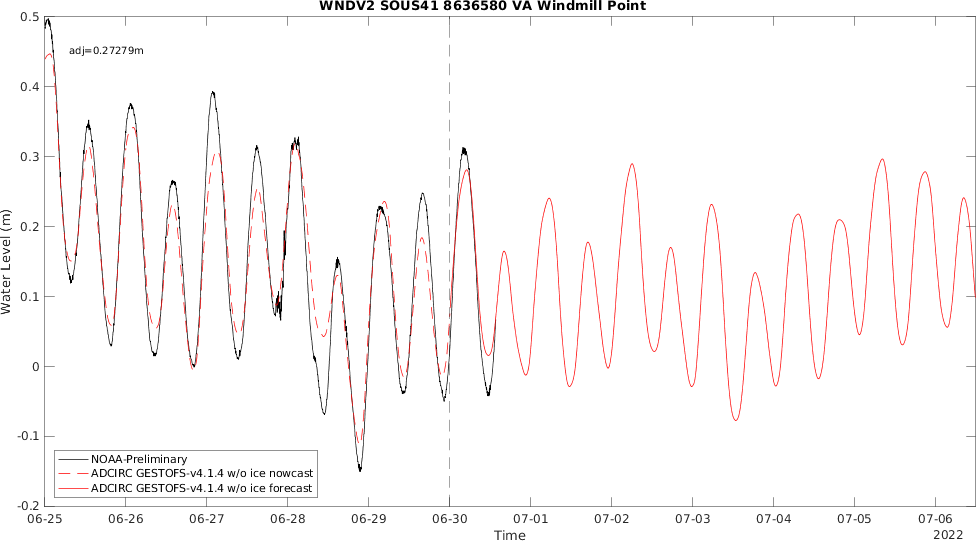 WNDV2 SOUS41 8636580 VA Windmill Point
adj=0.27279m
Water Level (m)
0.5
0.4
0.3
0.2
0.1
0
-0.1
-0.2
NOAA-Preliminary
ADCIRC GESTOFS-v4.1.4 w/o ice nowcast
ADCIRC GESTOFS-v4.1.4 w/o ice forecast
06-25 06-26 06-27 06-28 06-29 06-30 07-01 07-02 07-03 07-04 07-05 07-06
Time
2022